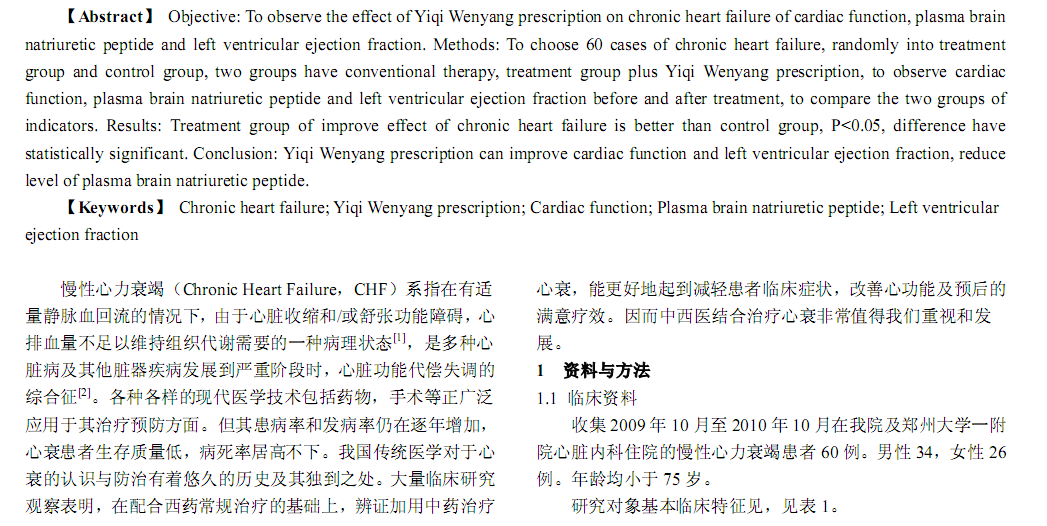 【Abstract】 Objective: To observe the effect of Yiqi Wenyang prescription on chronic heart failure of cardiac function, plasma brain
natriuretic peptide and left ventricular ejection fraction. Methods: To choose 60 cases of chronic heart failure, randomly into treatment
group and control group, two groups have conventional therapy, treatment group plus Yiqi Wenyang prescription, to observe cardiac
function, plasma brain natriuretic peptide and left ventricular ejection fraction before and after treatment, to compare the two groups of
indicators. Results: Treatment group of improve effect of chronic heart failure is better than control group, P<0.05, difference have
statistically significant. Conclusion: Yiqi Wenyang prescription can improve cardiac function and left ventricular ejection fraction, reduce
level of plasma brain natriuretic peptide.
【Keywords】 Chronic heart failure; Yiqi Wenyang prescription; Cardiac function; Plasma brain natriuretic peptide; Left ventricular
ejection fraction
慢性心力衰竭（Chronic Heart Failure，CHF）系指在有适
量静脉血回流的情况下，由于心脏收缩和/或舒张功能障碍，心
排血量不足以维持组织代谢需要的一种病理状态[1]，是多种心
脏病及其他脏器疾病发展到严重阶段时，心脏功能代偿失调的
综合征[2]。各种各样的现代医学技术包括药物，手术等正广泛
应用于其治疗预防方面。但其患病率和发病率仍在逐年增加，
心衰患者生存质量低，病死率居高不下。我国传统医学对于心
衰的认识与防治有着悠久的历史及其独到之处。大量临床研究
观察表明，在配合西药常规治疗的基础上，辨证加用中药治疗
心衰，能更好地起到减轻患者临床症状，改善心功能及预后的
满意疗效。因而中西医结合治疗心衰非常值得我们重视和发
展。
1 资料与方法
1.1 临床资料
收集 2009 年 10 月至 2010 年 10 月在我院及郑州大学一附
院心脏内科住院的慢性心力衰竭患者 60 例。男性 34，女性 26
例。年龄均小于 75 岁。
研究对象基本临床特征见，见表 1。